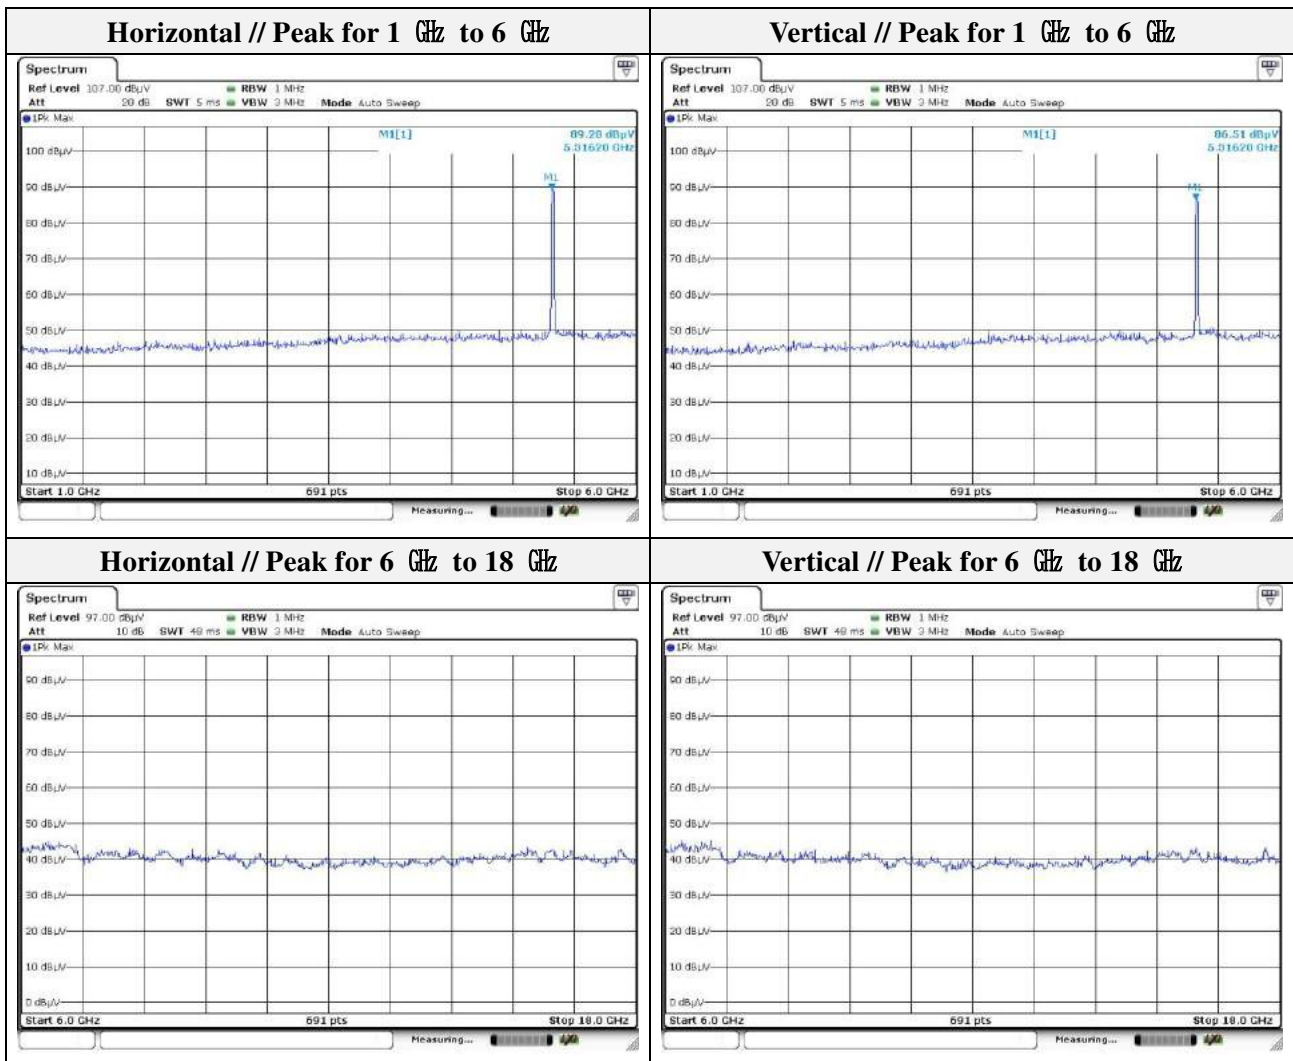 Horizontal // Peak for 1 ㎓ to 6 ㎓
Vertical // Peak for 1 ㎓ to 6 ㎓
Spectrum
Ref Level 107.00 dBµV RBW 1 MHz
Att 20 dB SWT 5 ms VBW 3 MHz Mode Auto Sweep
1Pk Max
M1[1] 89.20 dBµV
5.31620 GHz
M1
100 dBµV
90 dBµV
80 dBµV
70 dBµV
60 dBµV
50 dBµV
40 dBµV
30 dBµV
20 dBµV
10 dBµV
Start 1.0 GHz 691 pts Stop 6.0 GHz
Measuring...
Spectrum
Ref Level 107.00 dBµV RBW 1 MHz
Att 20 dB SWT 5 ms VBW 3 MHz Mode Auto Sweep
1Pk Max
M1[1] 86.51 dBµV
5.31620 GHz
M1
100 dBµV
90 dBµV
80 dBµV
70 dBµV
60 dBµV
50 dBµV
40 dBµV
30 dBµV
20 dBµV
10 dBµV
Start 1.0 GHz 691 pts Stop 6.0 GHz
Measuring...
Horizontal // Peak for 6 ㎓ to 18 ㎓
Vertical // Peak for 6 ㎓ to 18 ㎓
Spectrum
Ref Level 97.00 dBµV RBW 1 MHz
Att 10 dB SWT 48 ms VBW 3 MHz Mode Auto Sweep
1Pk Max
90 dBµV
80 dBµV
70 dBµV
60 dBµV
50 dBµV
40 dBµV
30 dBµV
20 dBµV
10 dBµV
0 dBµV
Start 6.0 GHz 691 pts Stop 18.0 GHz
Measuring...
Spectrum
Ref Level 97.00 dBµV RBW 1 MHz
Att 10 dB SWT 48 ms VBW 3 MHz Mode Auto Sweep
1Pk Max
90 dBµV
80 dBµV
70 dBµV
60 dBµV
50 dBµV
40 dBµV
30 dBµV
20 dBµV
10 dBµV
0 dBµV
Start 6.0 GHz 691 pts Stop 18.0 GHz
Measuring...